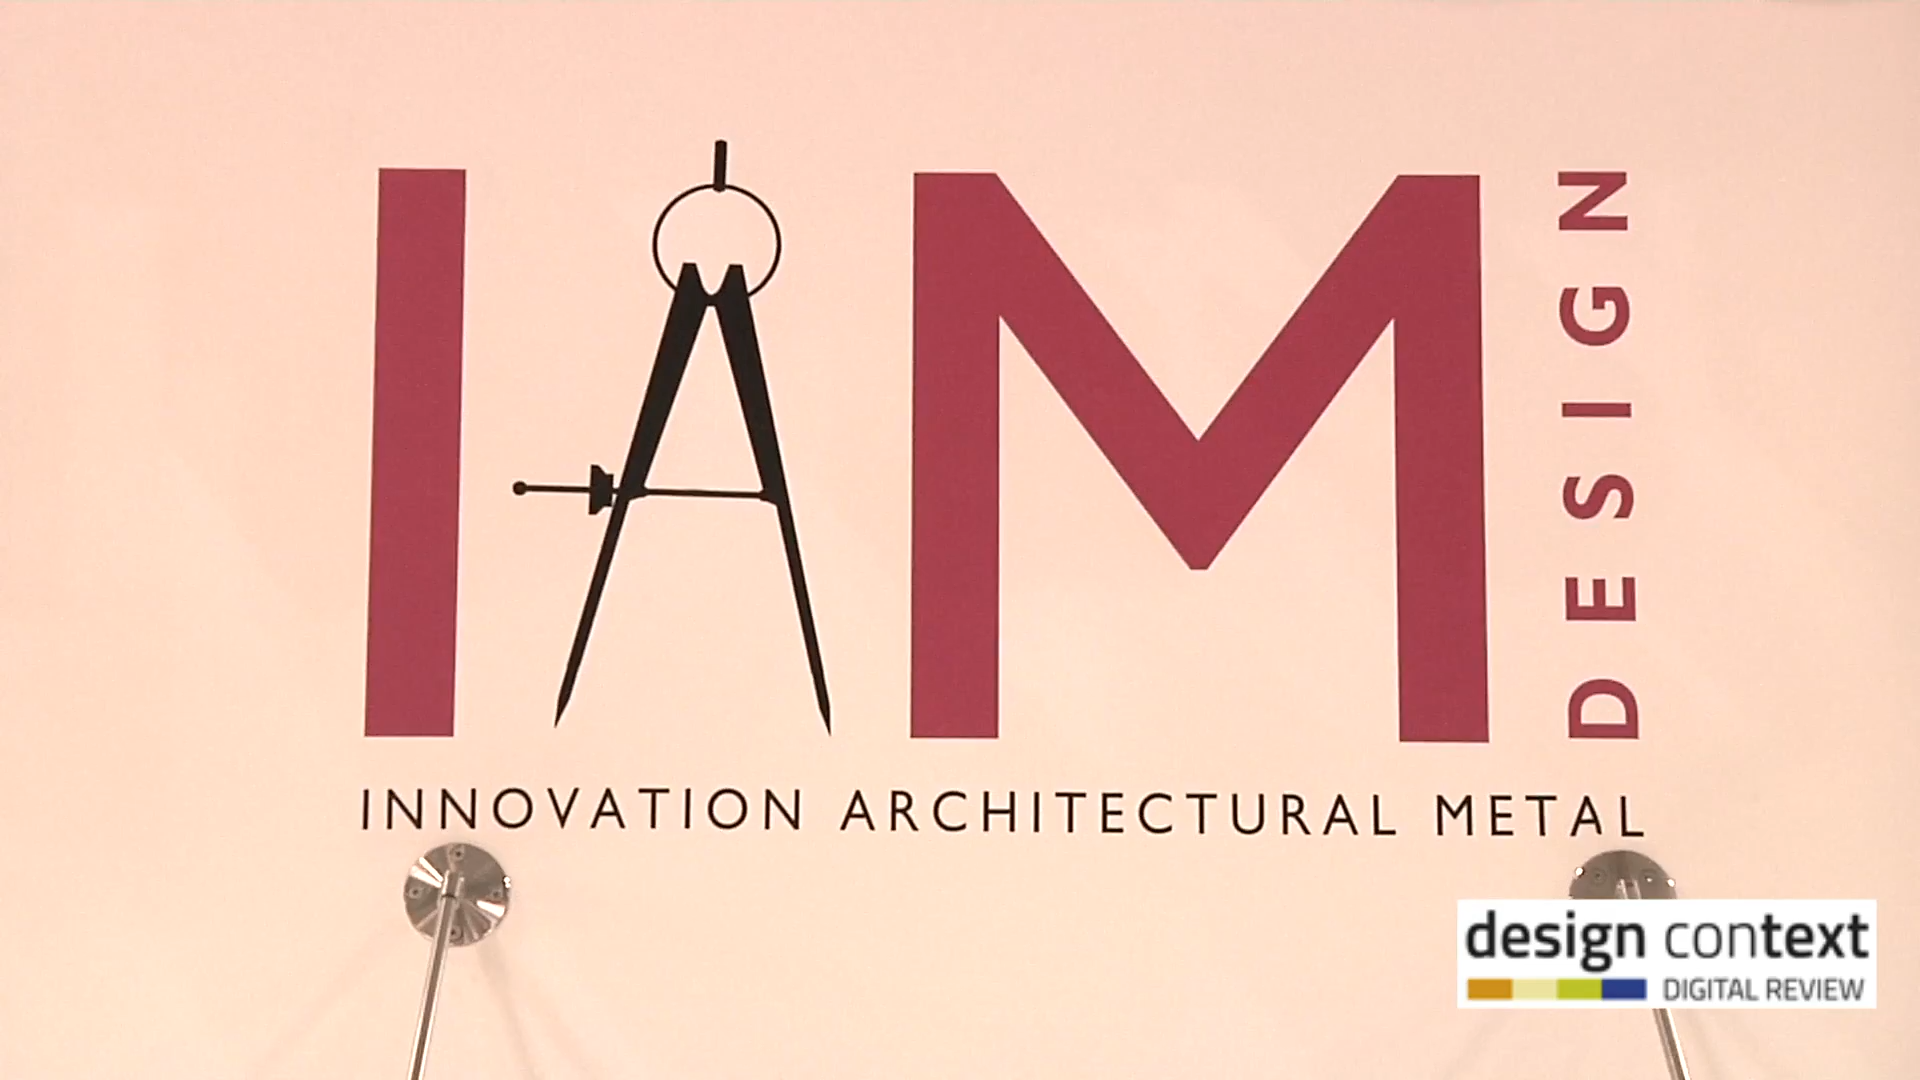 IAM
DESIGN
INNOVATION ARCHITECTURAL METAL
design context
DIGITAL REVIEW